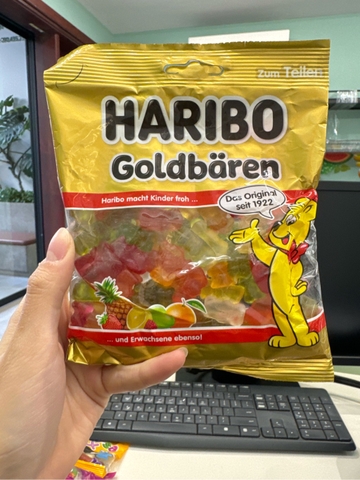 Zum Teilen
HARIBO
Goldbären
Haribo macht Kinder froh ...
Das Original
seit 1922
... und Erwachsene ebenso!